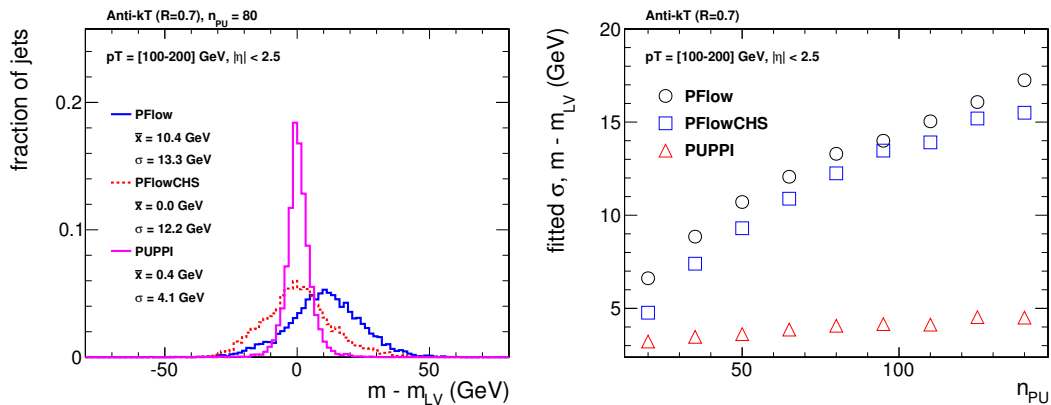 Anti-kT (R=0.7), n_PU = 80
pT = [100-200] GeV, |η| < 2.5
fraction of jets
0.2
0.1
0
PFlow
x̄ = 10.4 GeV
σ = 13.3 GeV
PFlowCHS
x̄ = 0.0 GeV
σ = 12.2 GeV
PUPPI
x̄ = 0.4 GeV
σ = 4.1 GeV
-50
0
50
m - m_LV (GeV)
Anti-kT (R=0.7)
pT = [100-200] GeV, |η| < 2.5
fitted σ, m - m_LV (GeV)
20
15
10
5
PFlow
PFlowCHS
PUPPI
50
100
n_PU